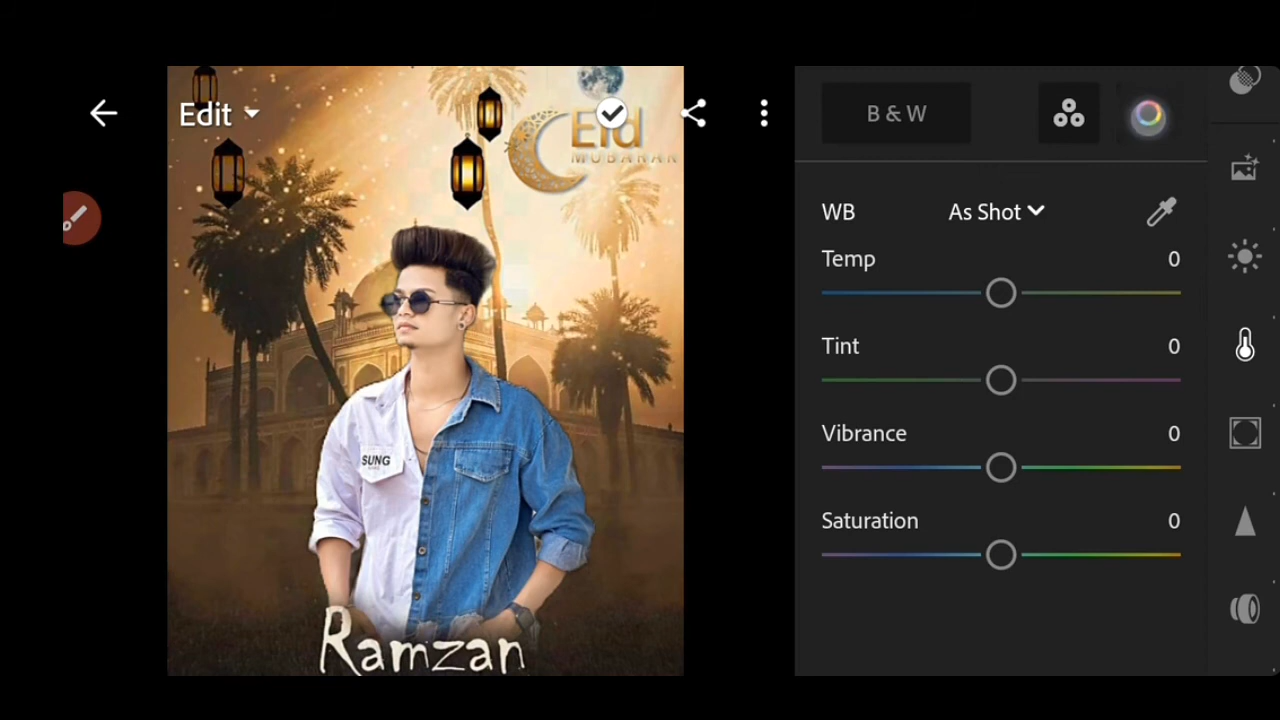 Edit
Eid
MUBARAK
SUNG
Ramzan
B & W
WB As Shot
Temp 0
Tint 0
Vibrance 0
Saturation 0